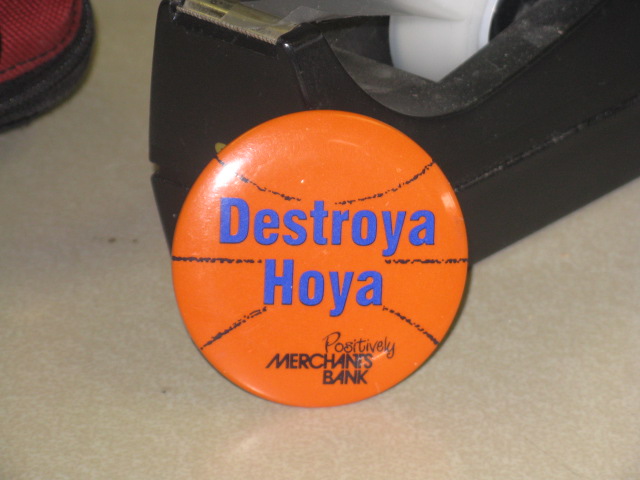 Destroya
Hoya
Positively
MERCHANTS
BANK